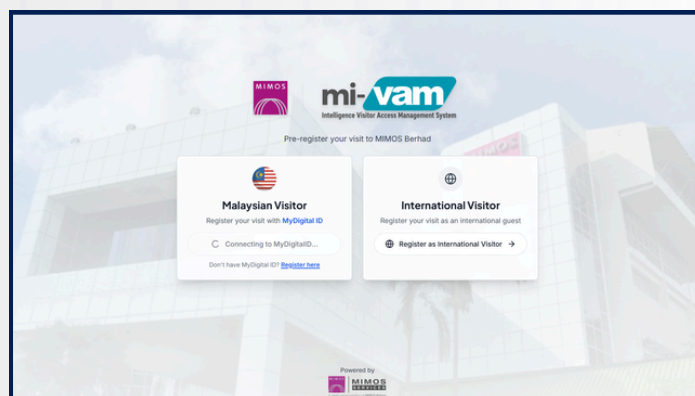 MIMOS
mi-vam
Intelligence Visitor Access Management System
Pre-register your visit to MIMOS Berhad
Malaysian Visitor
Register your visit with MyDigital ID
Connecting to MyDigitalID...
Don't have MyDigital ID? Register here
International Visitor
Register your visit as an International guest
Register as International Visitor →
MIMOS
Powered by
MIMOS
SERVICES